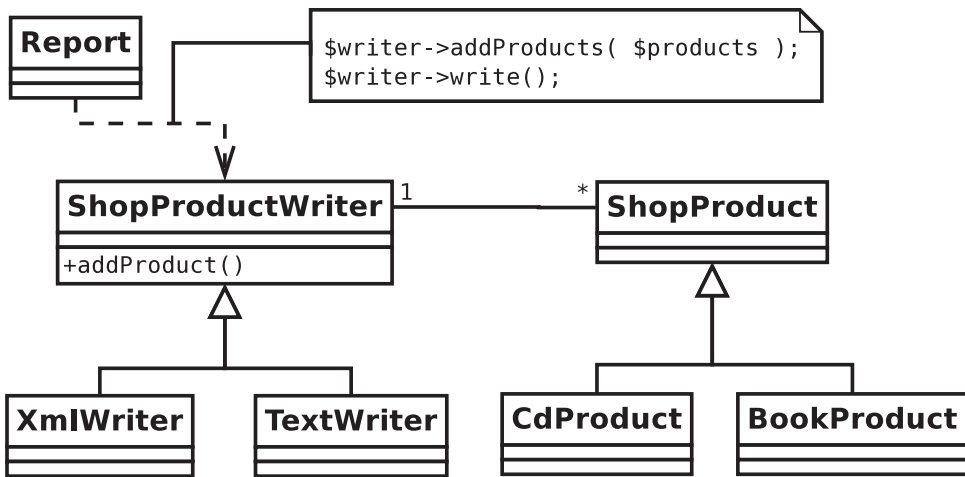 Report
$writer->addProducts( $products );
$writer->write();
ShopProductWriter
1
*
ShopProduct
+addProduct()
XmlWriter
TextWriter
CdProduct
BookProduct